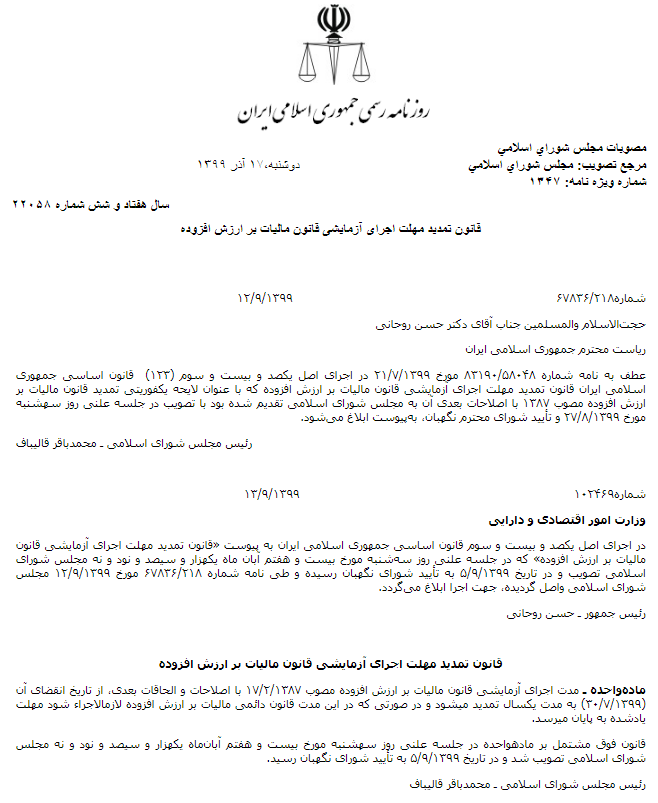 روزنامه رسمی جمهوری اسلامی ایران
مصوبات مجلس شوراي اسلامي
مرجع تصویب: مجلس شوراي اسلامي
دوشنبه،۱۷ آذر ۱۳۹۹
شماره ویژه نامه: ۱۳۴۷
سال هفتاد و شش شماره ۲۲۰۵۸
قانون تمدید مهلت اجرای آزمایشی قانون مالیات بر ارزش افزوده
شماره۶۷۸۳۶/۲۱۸ ۱۲/۹/۱۳۹۹
حجت‌الاسلام والمسلمین جناب آقای دکتر حسن روحانی
ریاست محترم جمهوری اسلامی ایران
عطف به نامه شماره ۸۳۱۹۰/۵۸۰۴۸ مورخ ۲۱/۷/۱۳۹۹ در اجرای اصل یکصد و بیست و سوم (۱۲۳) قانون اساسی جمهوری
اسلامی ایران قانون تمدید مهلت اجرای آزمایشی قانون مالیات بر ارزش افزوده که با عنوان لایحه یکفوریتی تمدید قانون مالیات بر
ارزش افزوده مصوب ۱۳۸۷ با اصلاحات بعدی آن به مجلس شورای اسلامی تقدیم شده بود با تصویب در جلسه علنی روز سهشنبه
مورخ ۲۷/۸/۱۳۹۹ و تأیید شورای محترم نگهبان، به‌پیوست ابلاغ می‌شود.
رئیس مجلس شورای اسلامی ـ محمدباقر قالیباف
شماره۱۰۲۴۶۹ ۱۳/۹/۱۳۹۹
وزارت امور اقتصادی و دارایی
در اجرای اصل یکصد و بیست و سوم قانون اساسی جمهوری اسلامی ایران به پیوست «قانون تمدید مهلت اجرای آزمایشی قانون
مالیات بر ارزش افزوده» که در جلسه علنی روز سه‌شنبه مورخ بیست و هفتم آبان ماه یکهزار و سیصد و نود و نه مجلس شورای
اسلامی تصویب و در تاریخ ۵/۹/۱۳۹۹ به تأیید شورای نگهبان رسیده و طی نامه شماره ۶۷۸۳۶/۲۱۸ مورخ ۱۲/۹/۱۳۹۹ مجلس
شورای اسلامی واصل گردیده، جهت اجرا ابلاغ می‌گردد.
رئیس جمهور ـ حسن روحانی
قانون تمدید مهلت اجرای آزمایشی قانون مالیات بر ارزش افزوده
ماده‌واحده ـ مدت اجرای آزمایشی قانون مالیات بر ارزش افزوده مصوب ۱۷/۲/۱۳۸۷ با اصلاحات و الحاقات بعدی، از تاریخ انقضای آن
(۳۰/۷/۱۳۹۹) به مدت یکسال تمدید میشود و در صورتی که در این مدت قانون دائمی مالیات بر ارزش افزوده لازمالاجراء شود مهلت
یادشده به پایان میرسد.
قانون فوق مشتمل بر مادهواحده در جلسه علنی روز سهشنبه مورخ بیست و هفتم آبان‌ماه یکهزار و سیصد و نود و نه مجلس
شورای اسلامی تصویب شد و در تاریخ ۵/۹/۱۳۹۹ به تأیید شورای نگهبان رسید.
رئیس مجلس شورای اسلامی ـ محمدباقر قالیباف